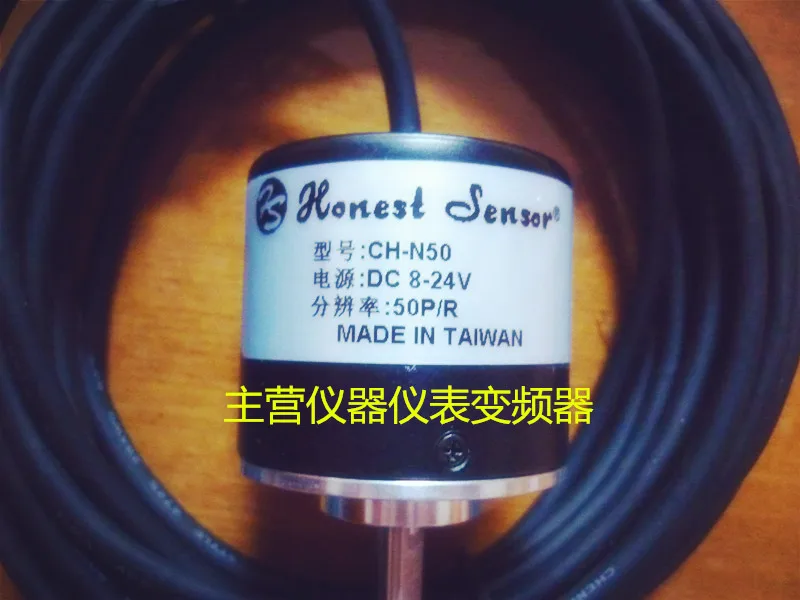 Honest Sensor®
型号:CH-N50
电源:DC 8-24V
分辨率:50P/R
MADE IN TAIWAN
主营仪器仪表变频器